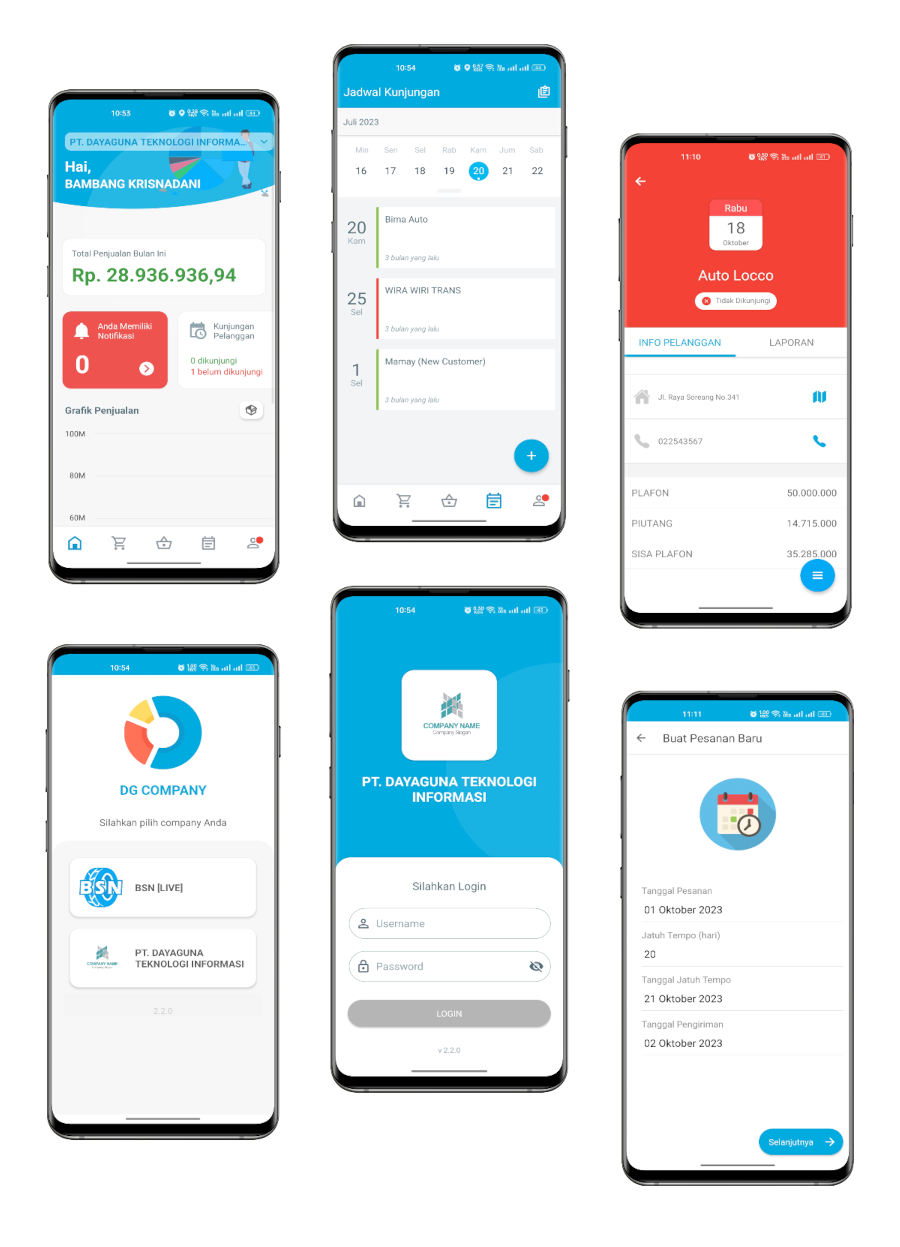 10:53
PT. DAYAGUNA TEKNOLOGI INFORMA...
Hai,
BAMBANG KRISNADANI
Total Penjualan Bulan Ini
Rp. 28.936.936,94
Anda Memiliki
Notifikasi
0
Kunjungan
Pelanggan
0 dikunjungi
1 belum dikunjungi
Grafik Penjualan
100M
80M
60M
10:54
Jadwal Kunjungan
Juli 2023
Min Sen Sel Rab Kam Jum Sab
16 17 18 19 20 21 22
20
Kam
Bima Auto
3 bulan yang lalu
25
Sel
WIRA WIRI TRANS
3 bulan yang lalu
1
Sel
Mamay (New Customer)
3 bulan yang lalu
11:10
Rabu
18
Oktober
Auto Locco
Tidak Dikunjungi
INFO PELANGGAN LAPORAN
Jl. Raya Soreang No.341
022543567
PLAFON 50.000.000
PIUTANG 14.715.000
SISA PLAFON 35.285.000
10:54
DG COMPANY
Silahkan pilih company Anda
BSN
BSN [LIVE]
COMPANY NAME
PT. DAYAGUNA
TEKNOLOGI INFORMASI
2.2.0
10:54
COMPANY NAME
Company Slogan
PT. DAYAGUNA TEKNOLOGI
INFORMASI
Silahkan Login
Username
Password
LOGIN
v 2.2.0
11:11
Buat Pesanan Baru
Tanggal Pesanan
01 Oktober 2023
Jatuh Tempo (hari)
20
Tanggal Jatuh Tempo
21 Oktober 2023
Tanggal Pengiriman
02 Oktober 2023
Selanjutnya